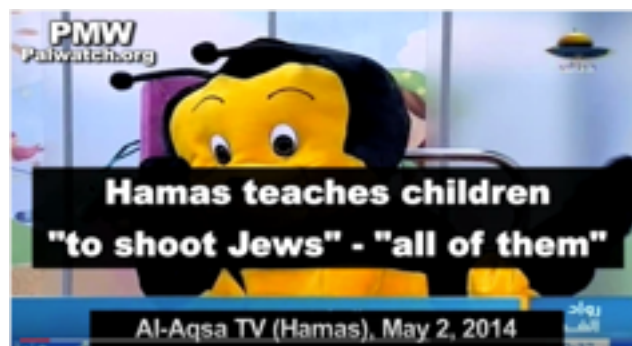 PMW
Palwatch.org
Hamas teaches children
"to shoot Jews" - "all of them"
رواد
Al-Aqsa TV (Hamas), May 2, 2014